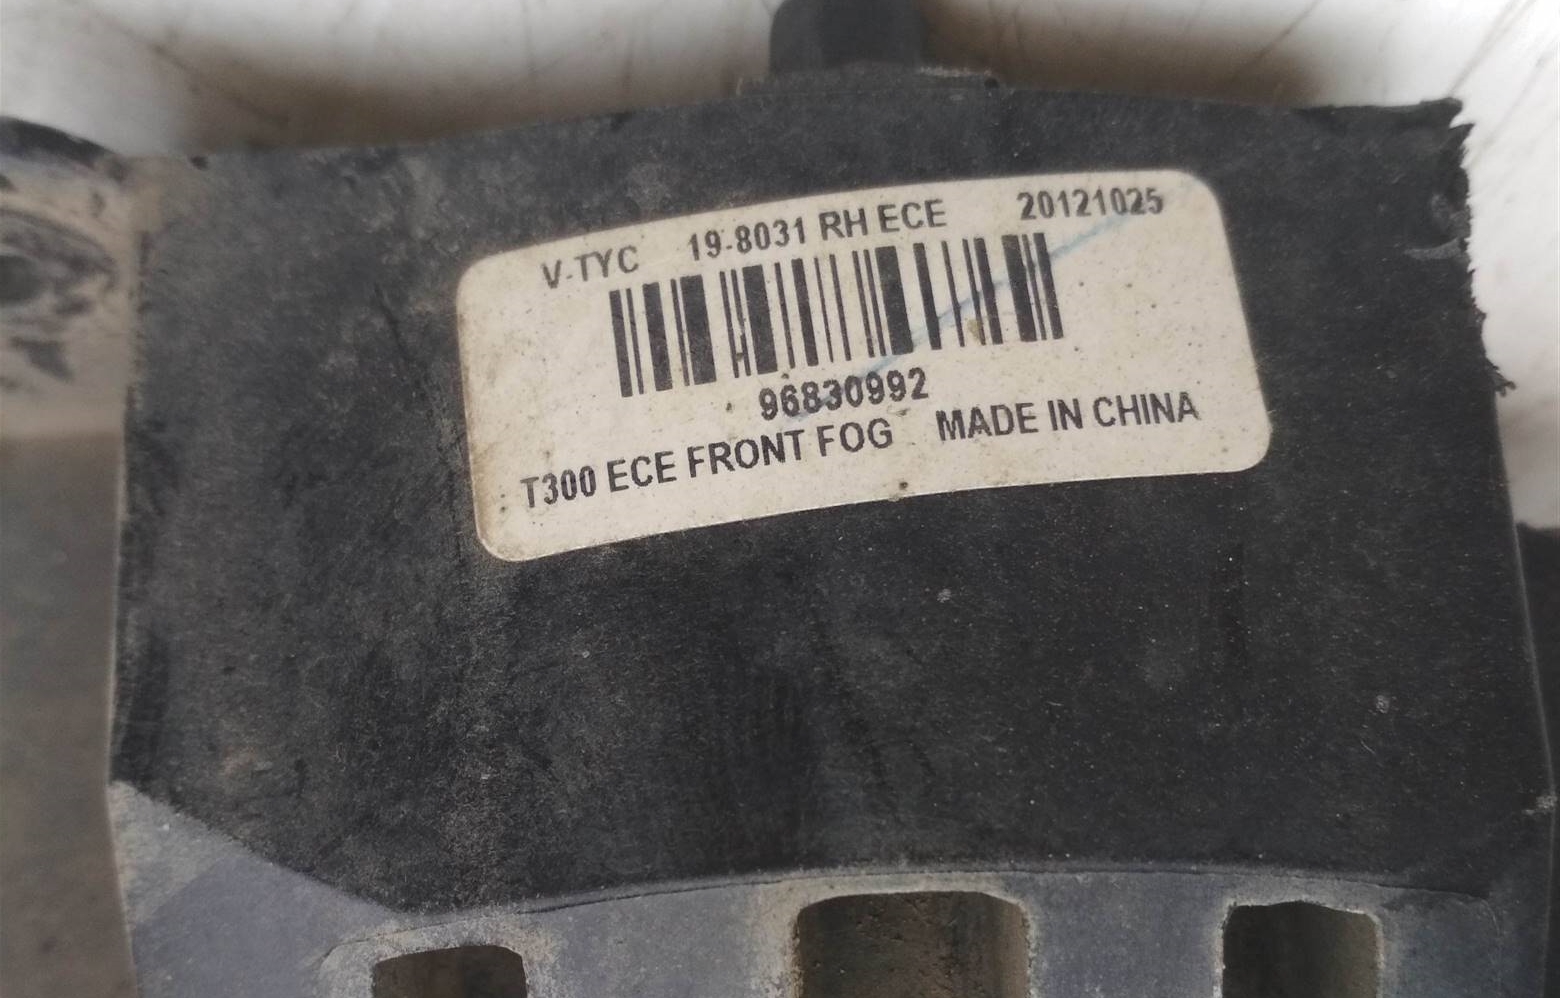 V-TYC 19-8031 RH ECE 20121025
96830992
T300 ECE FRONT FOG MADE IN CHINA